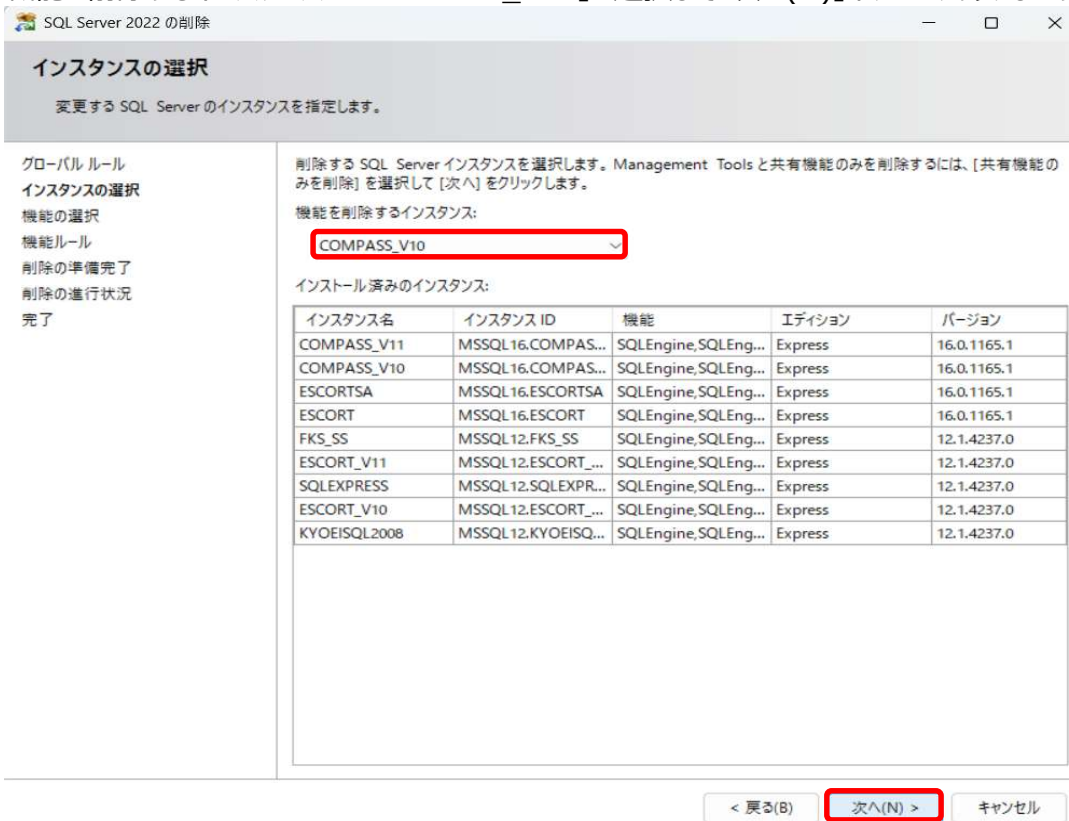 SQL Server 2022 の削除
インスタンスの選択
変更する SQL Server のインスタンスを指定します。
グローバル ルール
インスタンスの選択
機能の選択
機能ルール
削除の準備完了
削除の進行状況
完了
削除する SQL Server インスタンスを選択します。Management Tools と共有機能のみを削除するには、[共有機能の
みを削除] を選択して [次へ] をクリックします。
機能を削除するインスタンス:
COMPASS_V10
インストール済みのインスタンス:
インスタンス名 インスタンス ID 機能 エディション バージョン
COMPASS_V11 MSSQL16.COMPAS... SQLEngine,SQLEng... Express 16.0.1165.1
COMPASS_V10 MSSQL16.COMPAS... SQLEngine,SQLEng... Express 16.0.1165.1
ESCORTSA MSSQL16.ESCORTSA SQLEngine,SQLEng... Express 16.0.1165.1
ESCORT MSSQL16.ESCORT SQLEngine,SQLEng... Express 16.0.1165.1
FKS_SS MSSQL12.FKS_SS SQLEngine,SQLEng... Express 12.1.4237.0
ESCORT_V11 MSSQL12.ESCORT_... SQLEngine,SQLEng... Express 12.1.4237.0
SQLEXPRESS MSSQL12.SQLEXPR... SQLEngine,SQLEng... Express 12.1.4237.0
ESCORT_V10 MSSQL12.ESCORT_... SQLEngine,SQLEng... Express 12.1.4237.0
KYOEISQL2008 MSSQL12.KYOEISQ... SQLEngine,SQLEng... Express 12.1.4237.0
< 戻る(B) 次へ(N) > キャンセル